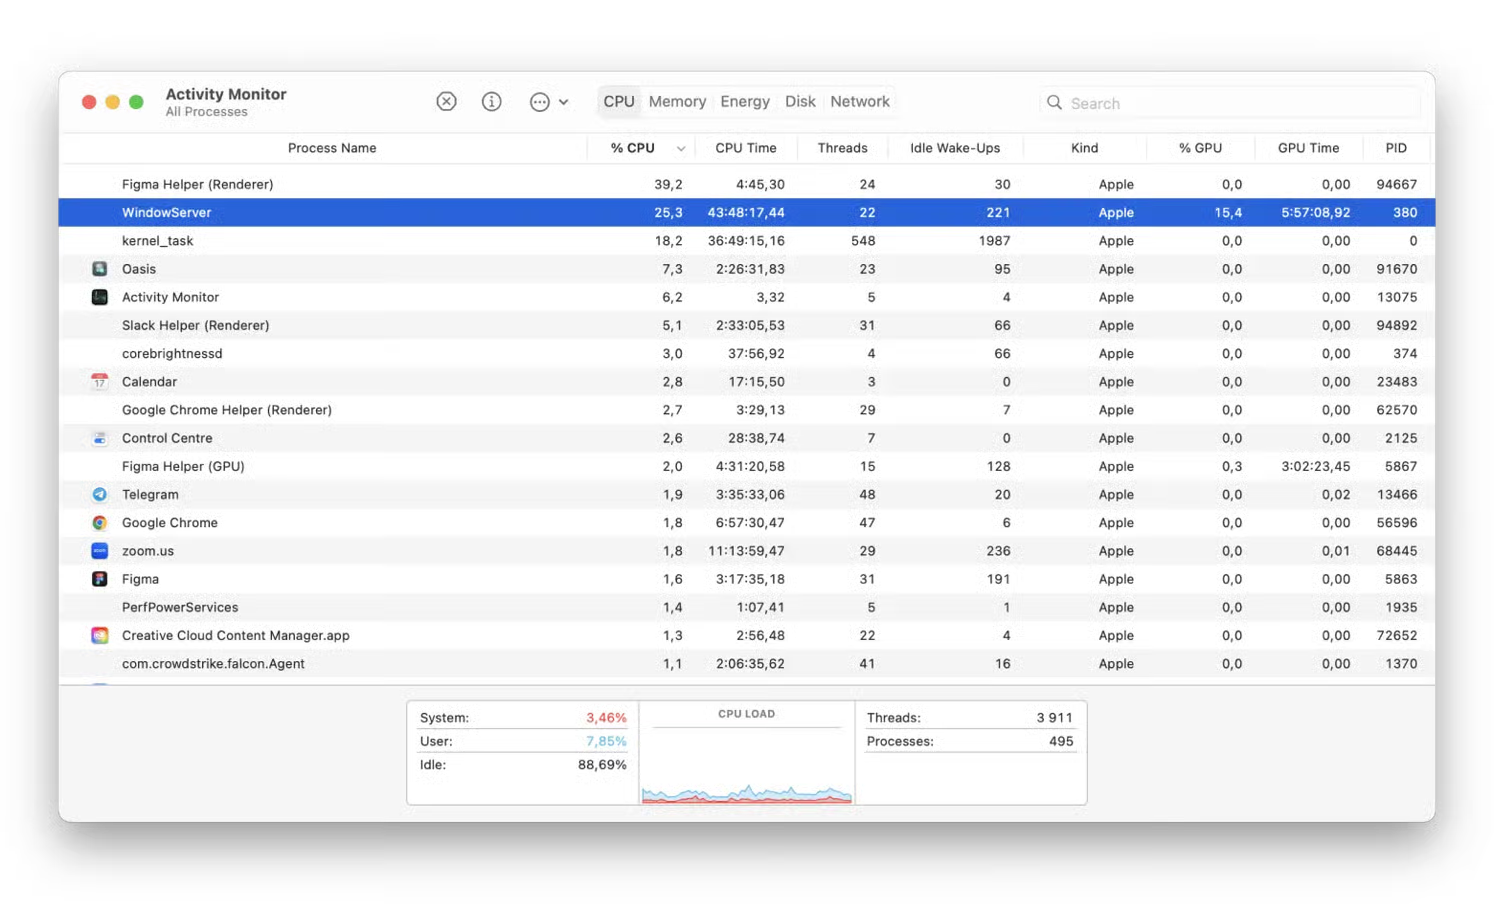 Activity Monitor
All Processes
CPU Memory Energy Disk Network
Search
Process Name % CPU CPU Time Threads Idle Wake-Ups Kind % GPU GPU Time PID
Figma Helper (Renderer) 39,2 4:45,30 24 30 Apple 0,0 0,00 94667
WindowServer 25,3 43:48:17,44 22 221 Apple 15,4 5:57:08,92 380
kernel_task 18,2 36:49:15,16 548 1987 Apple 0,0 0,00 0
Oasis 7,3 2:26:31,83 23 95 Apple 0,0 0,00 91670
Activity Monitor 6,2 3,32 5 4 Apple 0,0 0,00 13075
Slack Helper (Renderer) 5,1 2:33:05,53 31 66 Apple 0,0 0,00 94892
corebrightnessd 3,0 37:56,92 4 66 Apple 0,0 0,00 374
17 Calendar 2,8 17:15,50 3 0 Apple 0,0 0,00 23483
Google Chrome Helper (Renderer) 2,7 3:29,13 29 7 Apple 0,0 0,00 62570
Control Centre 2,6 28:38,74 7 0 Apple 0,0 0,00 2125
Figma Helper (GPU) 2,0 4:31:20,58 15 128 Apple 0,3 3:02:23,45 5867
Telegram 1,9 3:35:33,06 48 20 Apple 0,0 0,02 13466
Google Chrome 1,8 6:57:30,47 47 6 Apple 0,0 0,00 56596
zoom zoom.us 1,8 11:13:59,47 29 236 Apple 0,0 0,01 68445
Figma 1,6 3:17:35,18 31 191 Apple 0,0 0,00 5863
PerfPowerServices 1,4 1:07,41 5 1 Apple 0,0 0,00 1935
Creative Cloud Content Manager.app 1,3 2:56,48 22 4 Apple 0,0 0,00 72652
com.crowdstrike.falcon.Agent 1,1 2:06:35,62 41 16 Apple 0,0 0,00 1370
System: 3,46% CPU LOAD Threads: 3 911
User: 7,85% Processes: 495
Idle: 88,69%